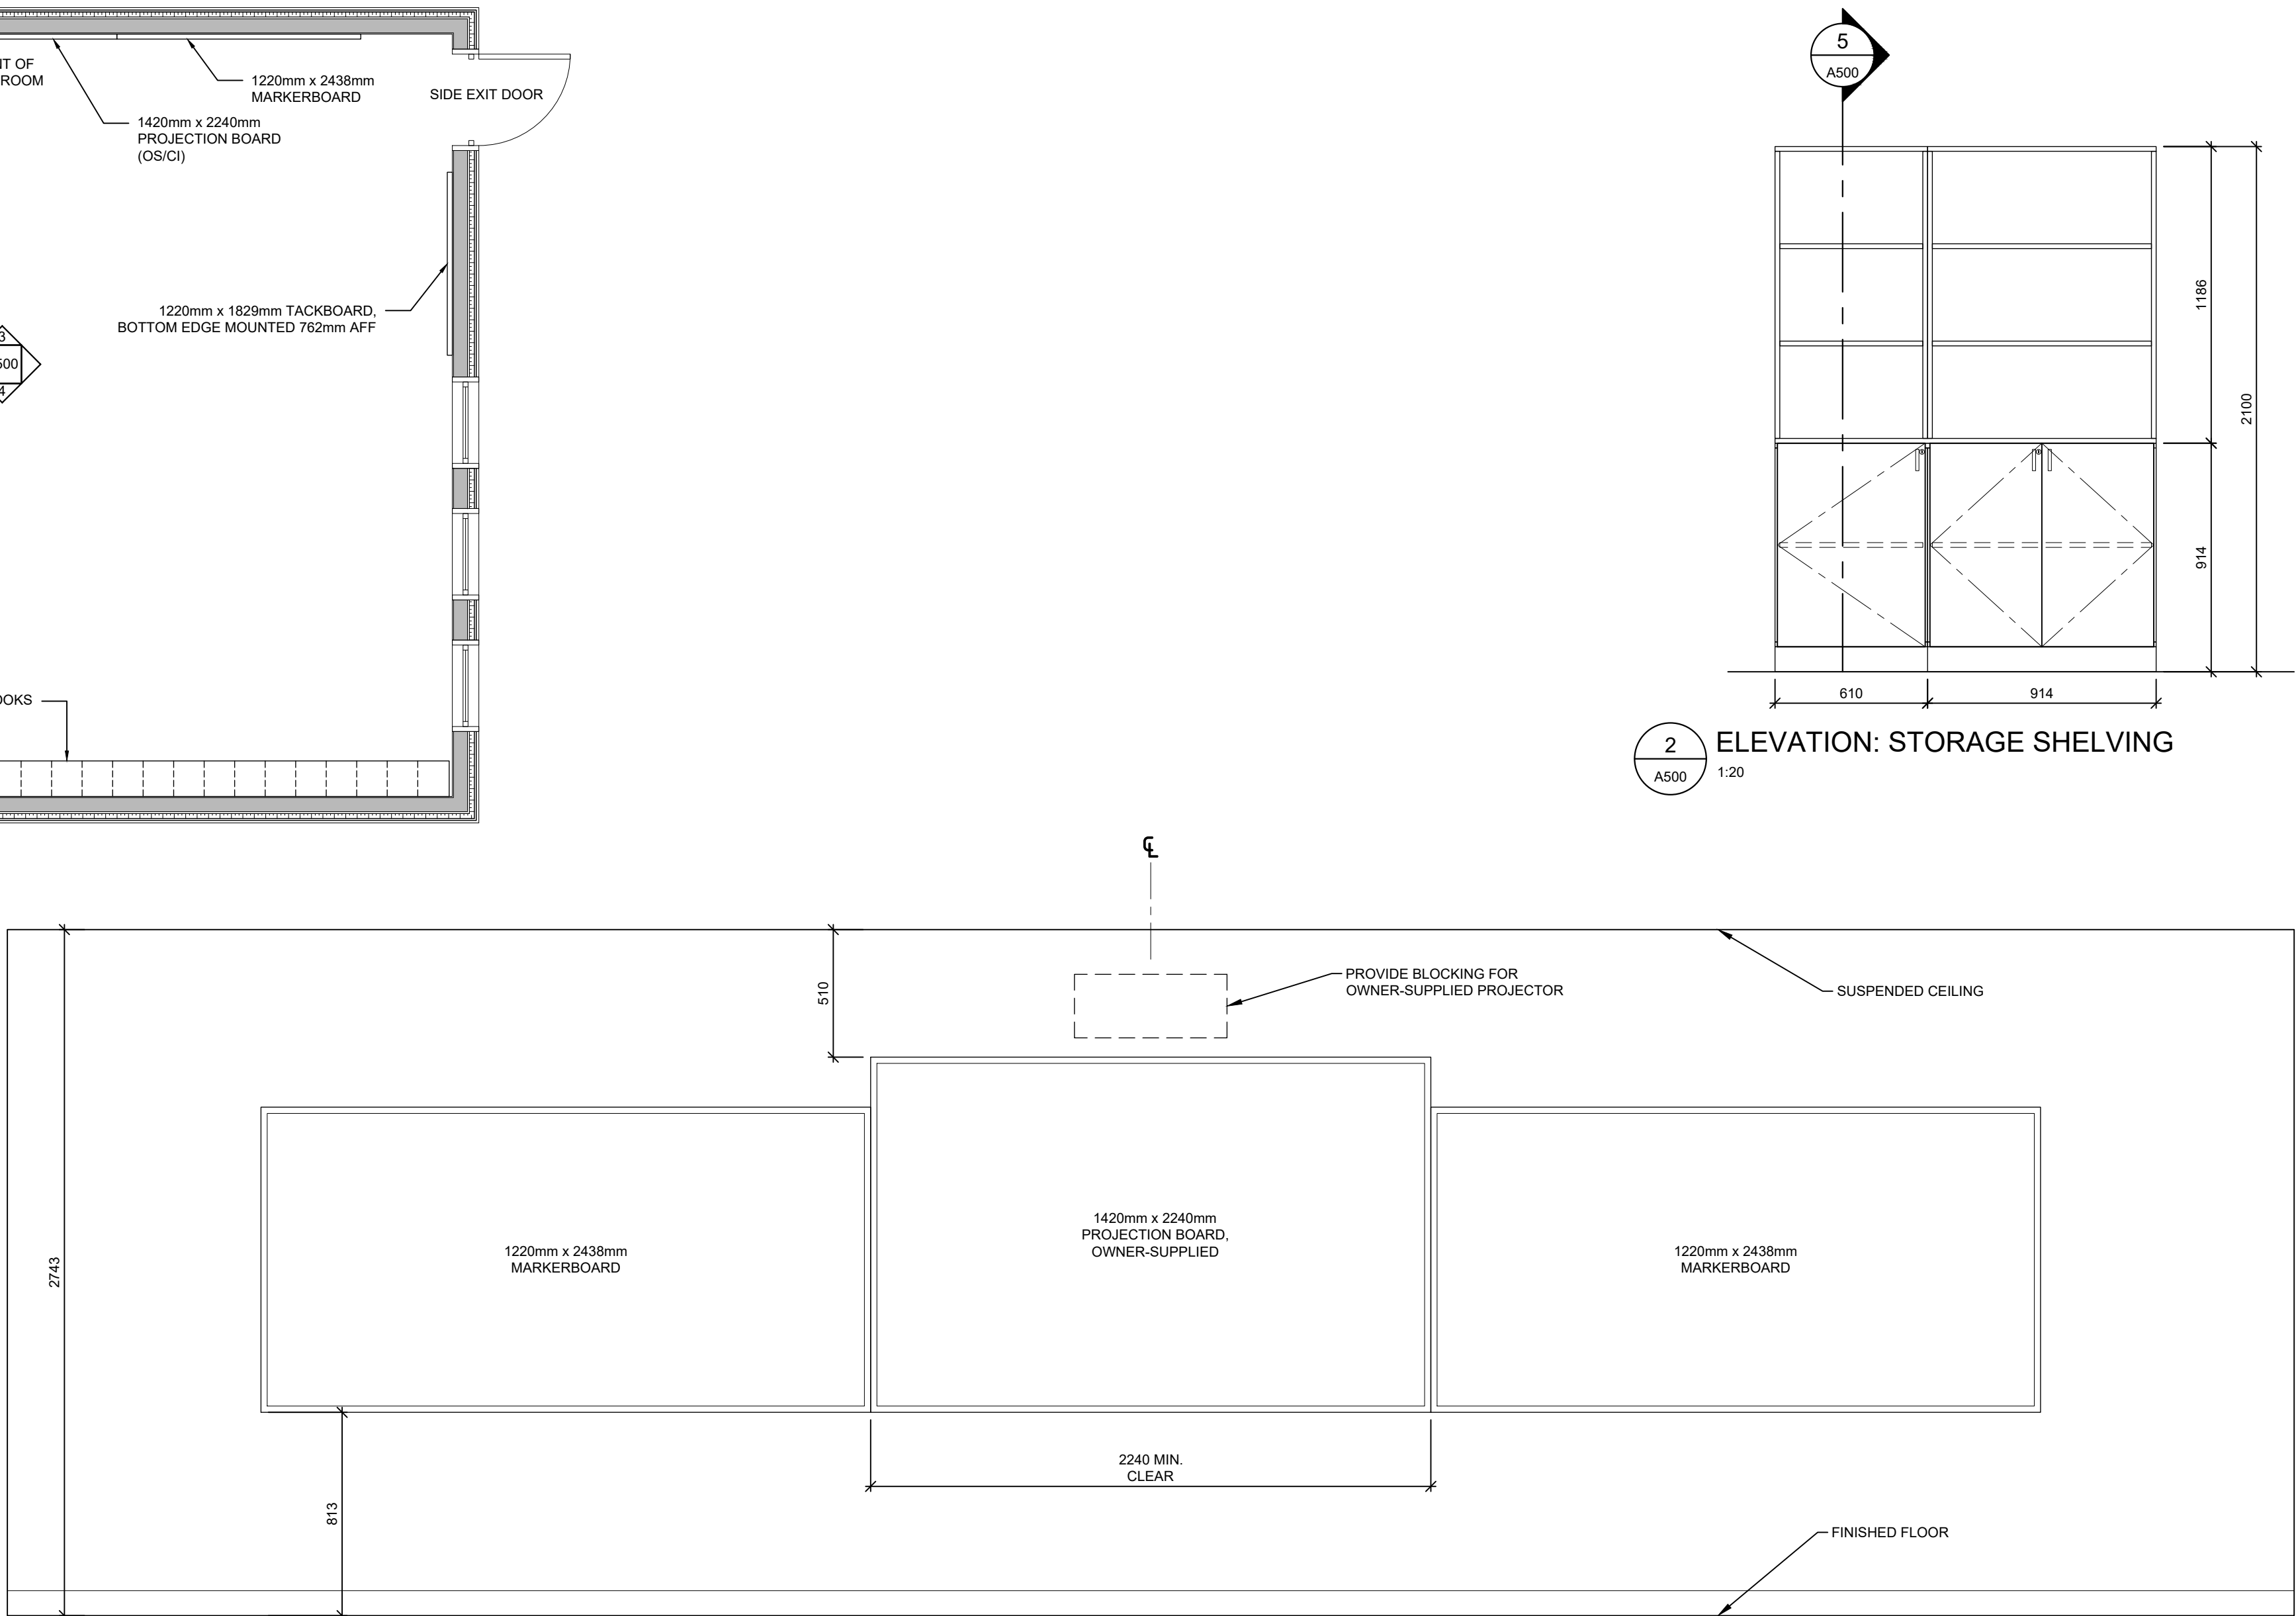 ROOM
1220mm x 2438mm
MARKERBOARD
SIDE EXIT DOOR
1420mm x 2240mm
PROJECTION BOARD
(OS/CI)
1220mm x 1829mm TACKBOARD,
BOTTOM EDGE MOUNTED 762mm AFF
5
A500
1186
2100
914
610
914
2
A500
ELEVATION: STORAGE SHELVING
1:20
℄
510
PROVIDE BLOCKING FOR
OWNER-SUPPLIED PROJECTOR
SUSPENDED CEILING
2743
1220mm x 2438mm
MARKERBOARD
1420mm x 2240mm
PROJECTION BOARD,
OWNER-SUPPLIED
1220mm x 2438mm
MARKERBOARD
2240 MIN.
CLEAR
813
FINISHED FLOOR